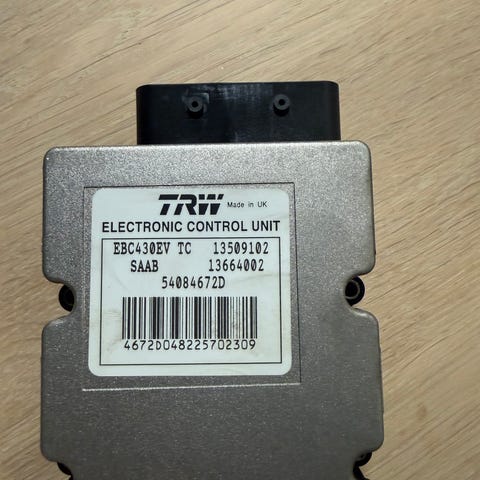 TRW Made in UK
ELECTRONIC CONTROL UNIT
EBC430EV TC 13509102
SAAB 13664002
54084672D
4672D048225702309